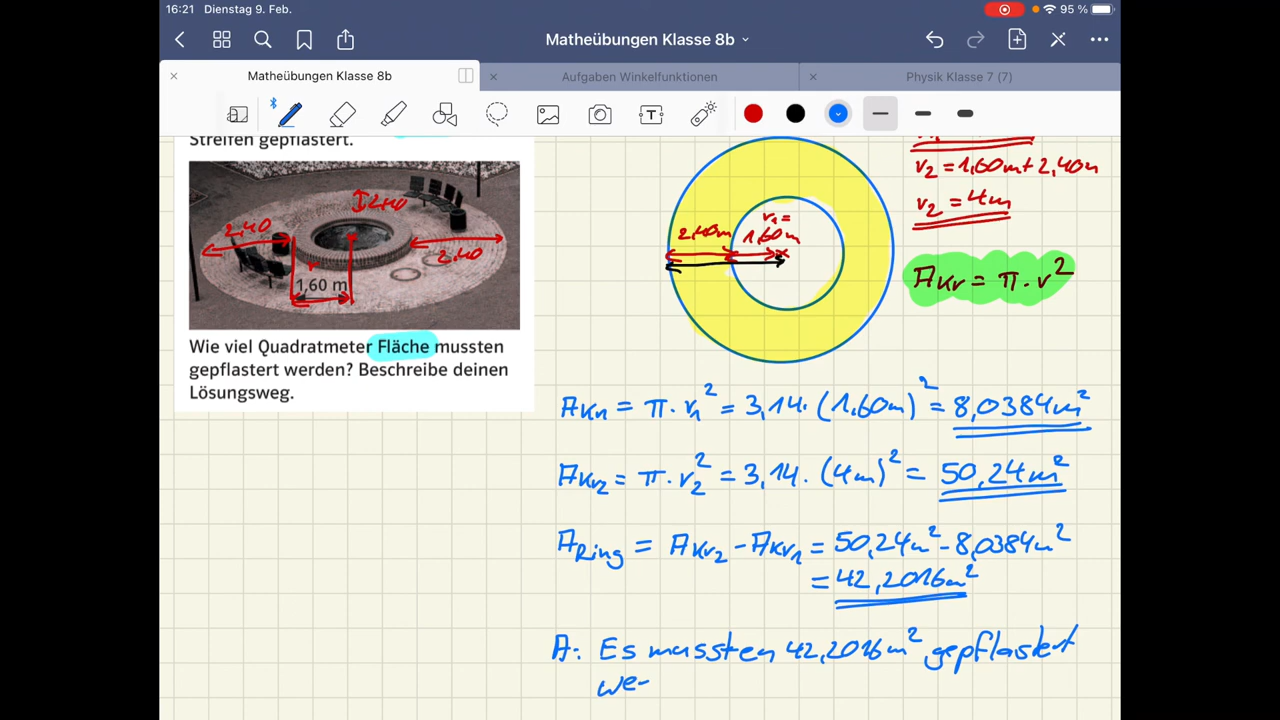 16:21 Dienstag 9. Feb.
95 %
Matheübungen Klasse 8b
Matheübungen Klasse 8b
Aufgaben Winkelfunktionen
Physik Klasse 7 (7)
Streifen gepflastert.
2,40
2,40
2,40
r
1,60 m
Wie viel Quadratmeter Fläche mussten
gepflastert werden? Beschreibe deinen
Lösungsweg.
r1 =
2,40m 1,60m
r2 = 1,60m + 2,40m
r2 = 4m
AKr = π · r²
AKr1 = π · r1² = 3,14 · (1,60m)² = 8,0384m²
AKr2 = π · r2² = 3,14 · (4m)² = 50,24m²
ARing = AKr2 - AKr1 = 50,24m² - 8,0384m²
= 42,2016m²
A: Es mussten 42,2016m² gepflastert
we